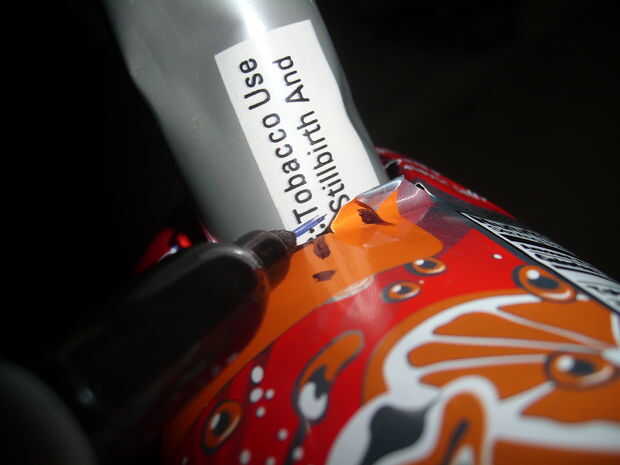 :Tobacco Use
:Stillbirth And